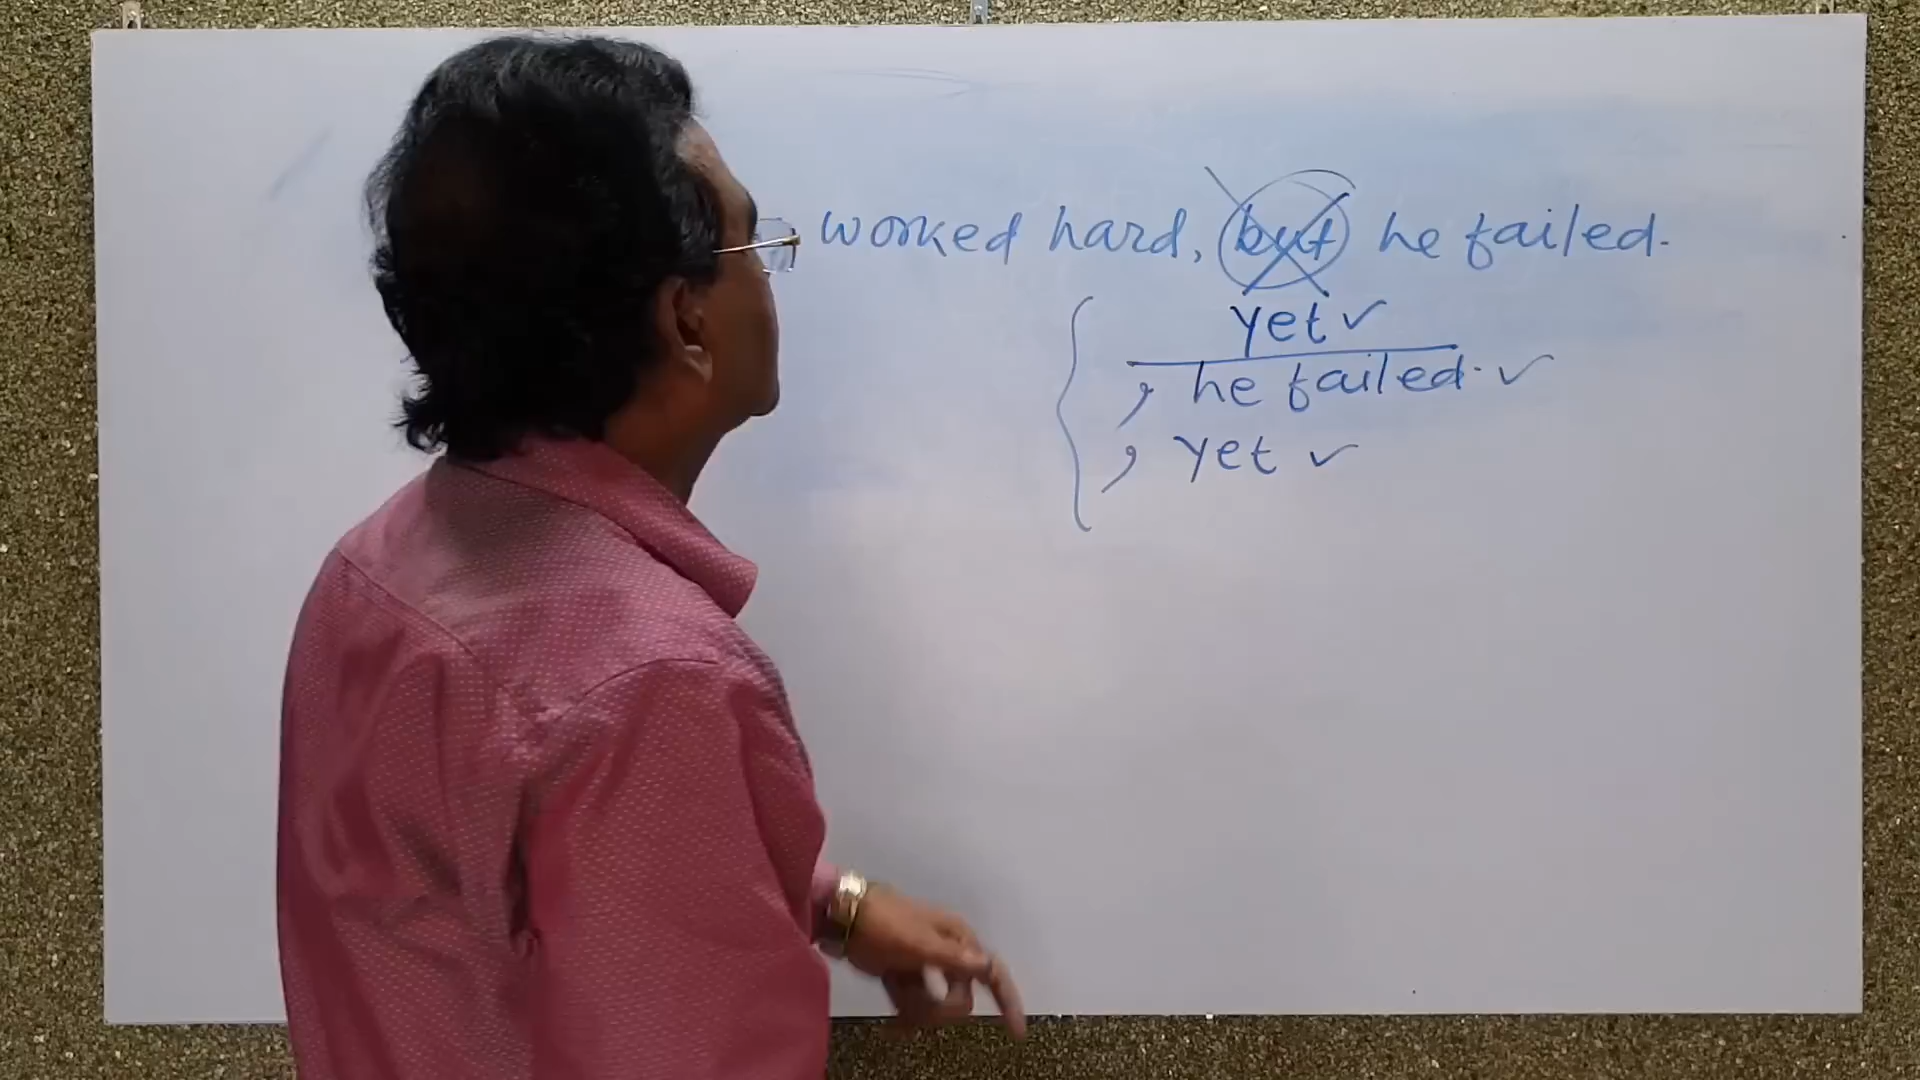 worked hard, but he failed.
yet ✓
, he failed. ✓
, yet ✓